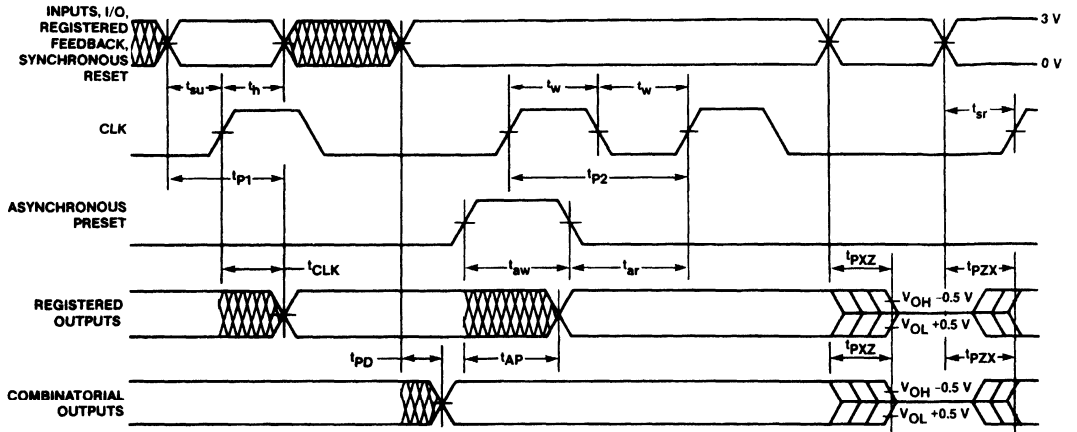 INPUTS, I/O,
REGISTERED
FEEDBACK,
SYNCHRONOUS
RESET
3 V
0 V
tsu
th
tw
tw
tsr
CLK
tP1
tP2
ASYNCHRONOUS
PRESET
tCLK
taw
tar
tPXZ
tPZX
REGISTERED
OUTPUTS
VOH -0.5 V
VOL +0.5 V
tPD
tAP
tPXZ
tPZX
COMBINATORIAL
OUTPUTS
VOH -0.5 V
VOL +0.5 V